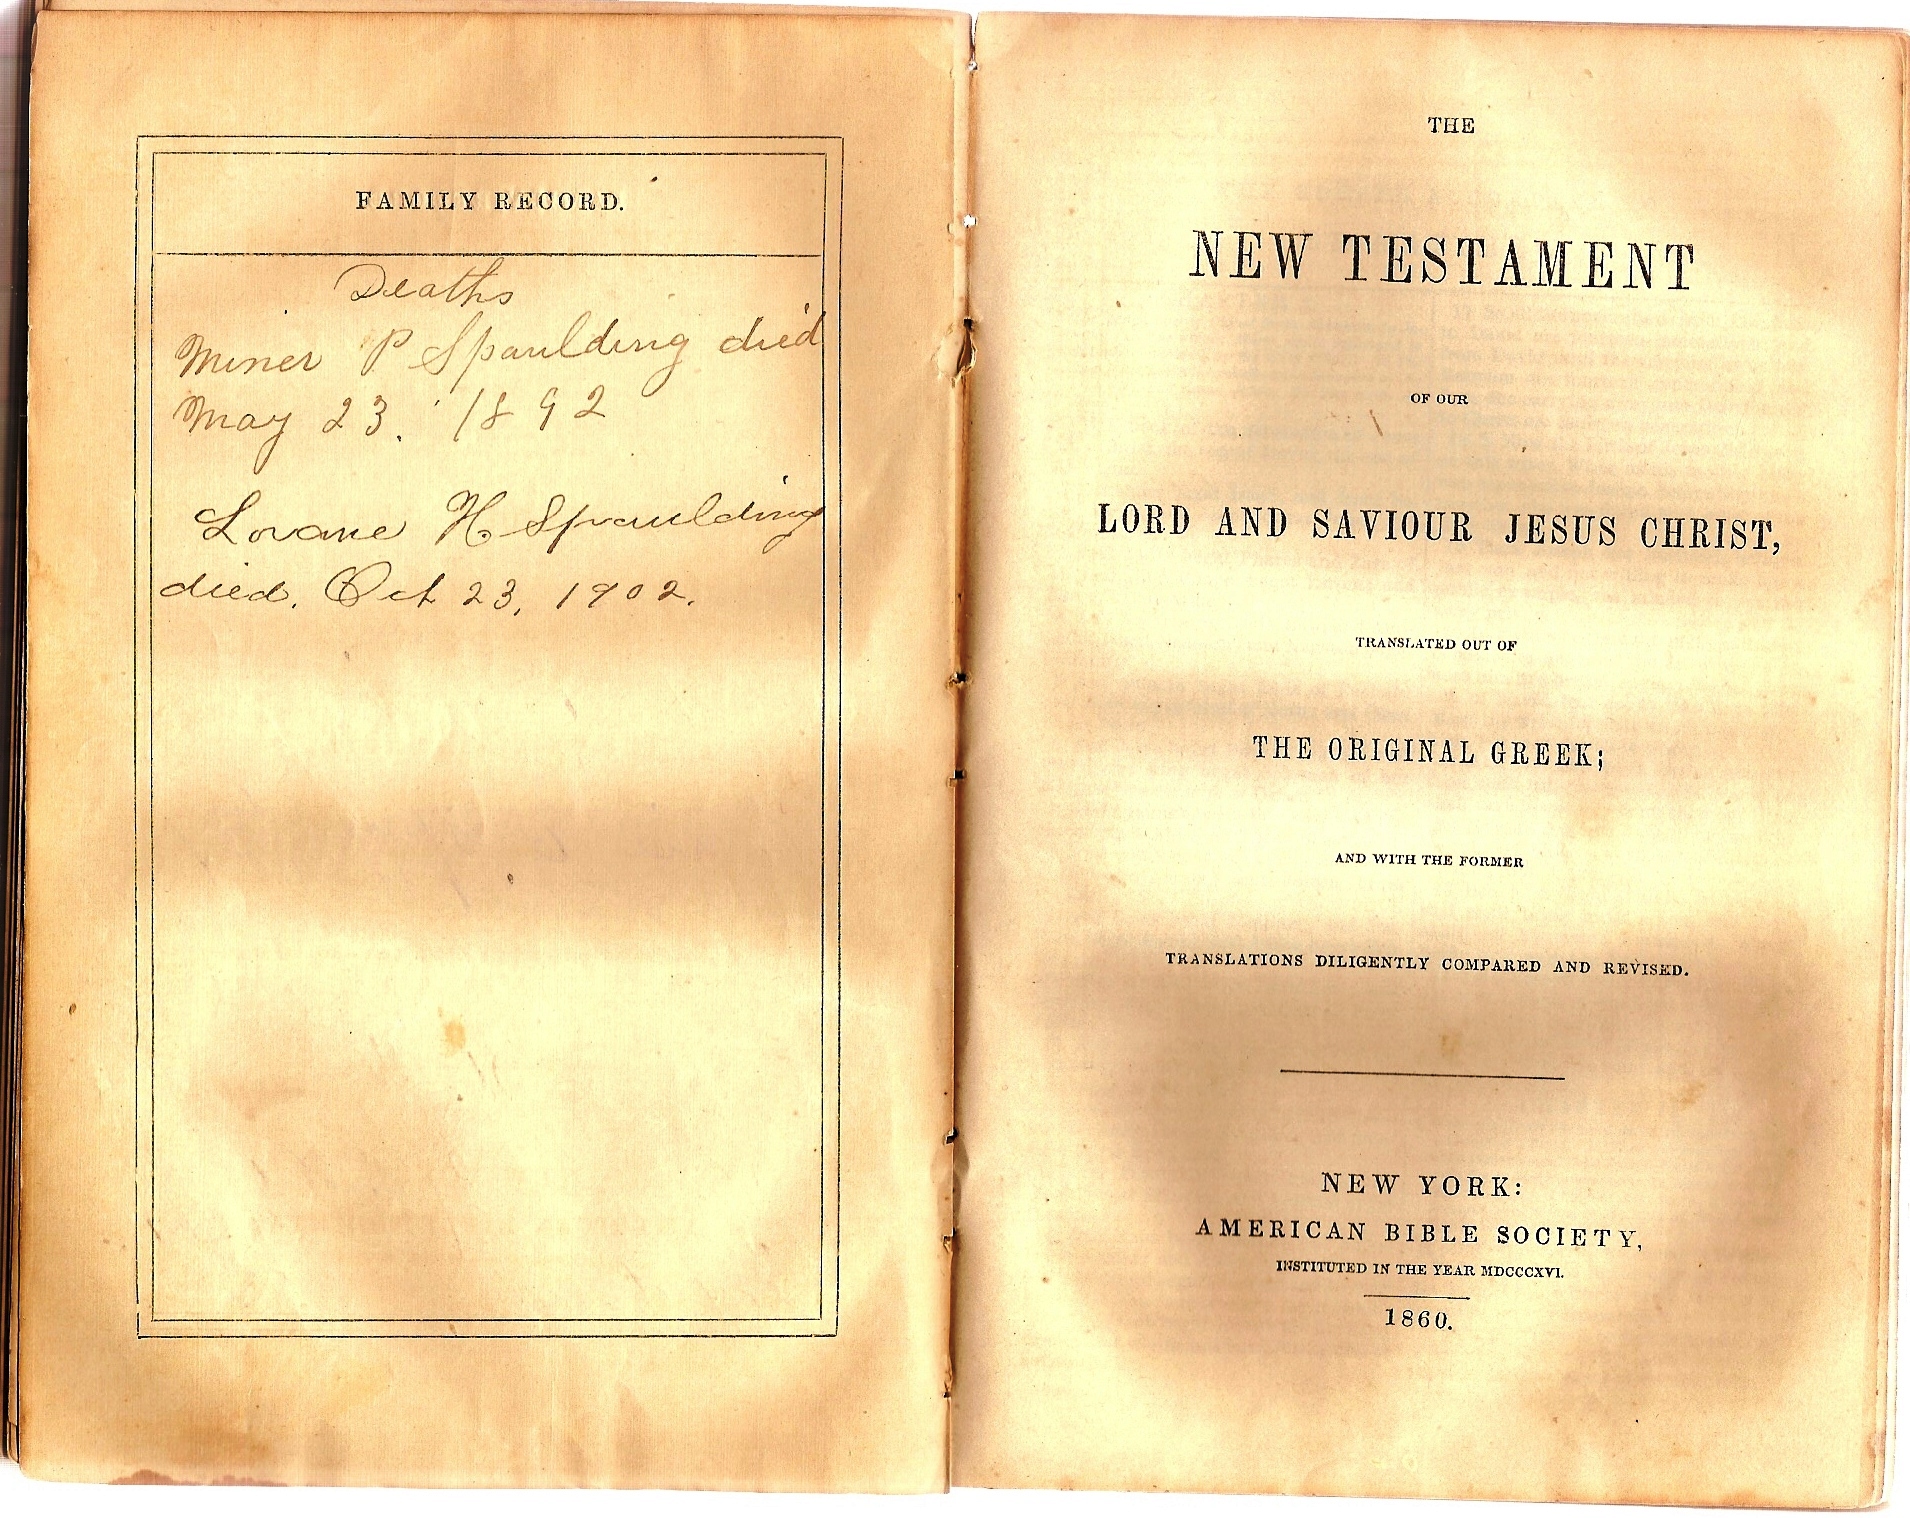 FAMILY RECORD.
Deaths
Miner P Spaulding died
May 23. 1892
Lovane H. Spraulding
died. Oct 23, 1902.
THE
NEW TESTAMENT
OF OUR
LORD AND SAVIOUR JESUS CHRIST,
TRANSLATED OUT OF
THE ORIGINAL GREEK;
AND WITH THE FORMER
TRANSLATIONS DILIGENTLY COMPARED AND REVISED.
NEW YORK:
AMERICAN BIBLE SOCIETY,
INSTITUTED IN THE YEAR MDCCCXVI.
1860.